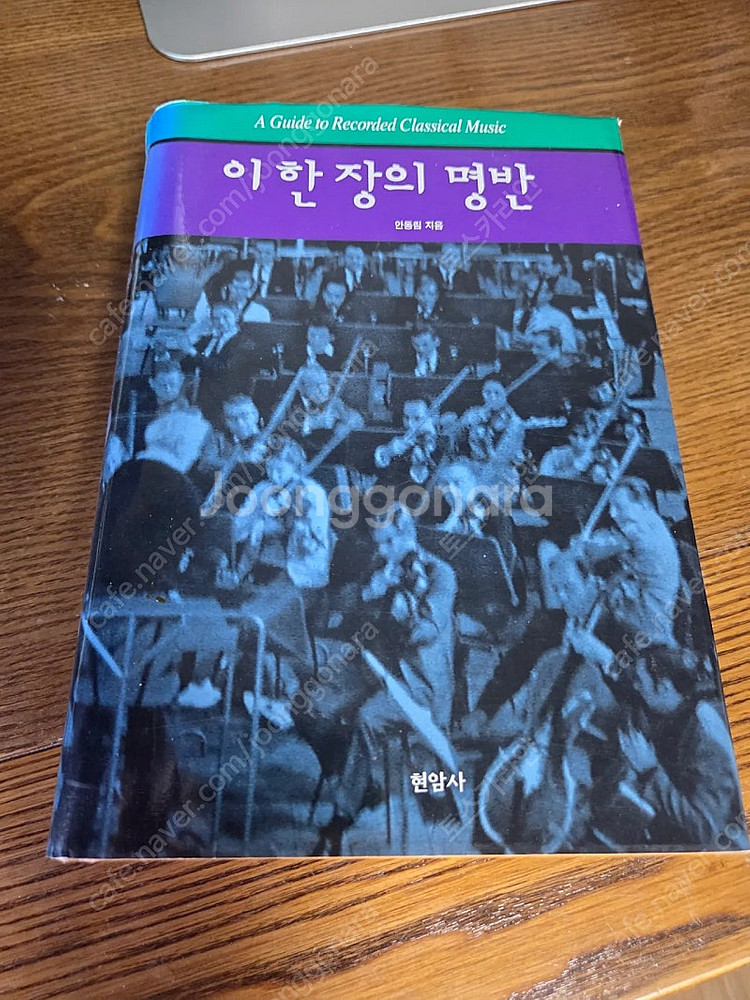 A Guide to Recorded Classical Music
이 한 장의 명반
안동림 지음
Joonggonara
현암사